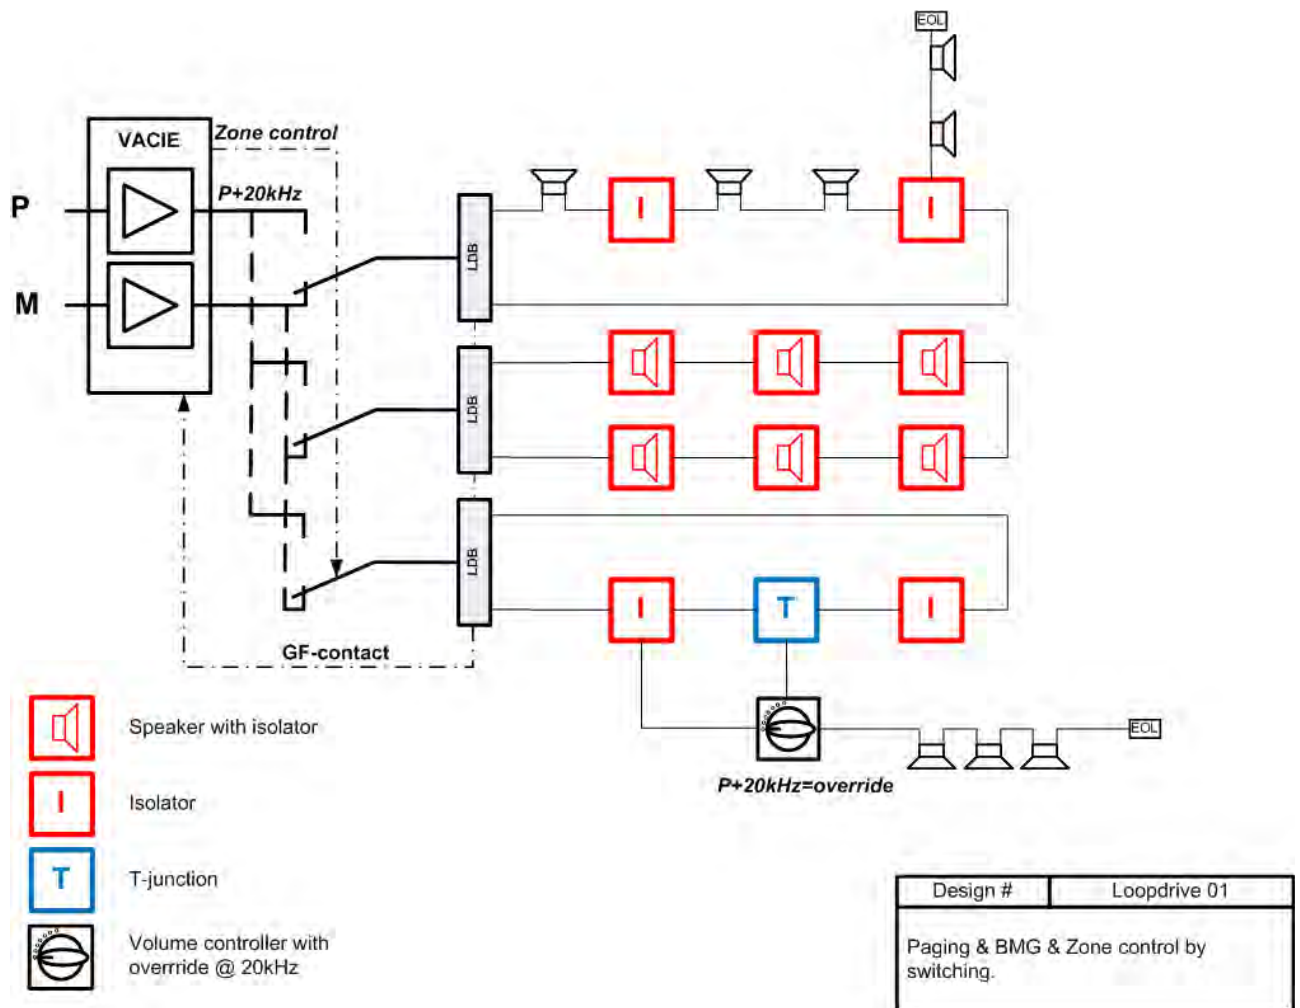 EOL
VACIE
Zone control
P+20kHz
P
M
LDB
I
I
LDB
LDB
I
T
I
GF-contact
EOL
P+20kHz=override
Speaker with isolator
I
Isolator
T
T-junction
Volume controller with
overrride @ 20kHz
Design #
Loopdrive 01
Paging & BMG & Zone control by
switching.